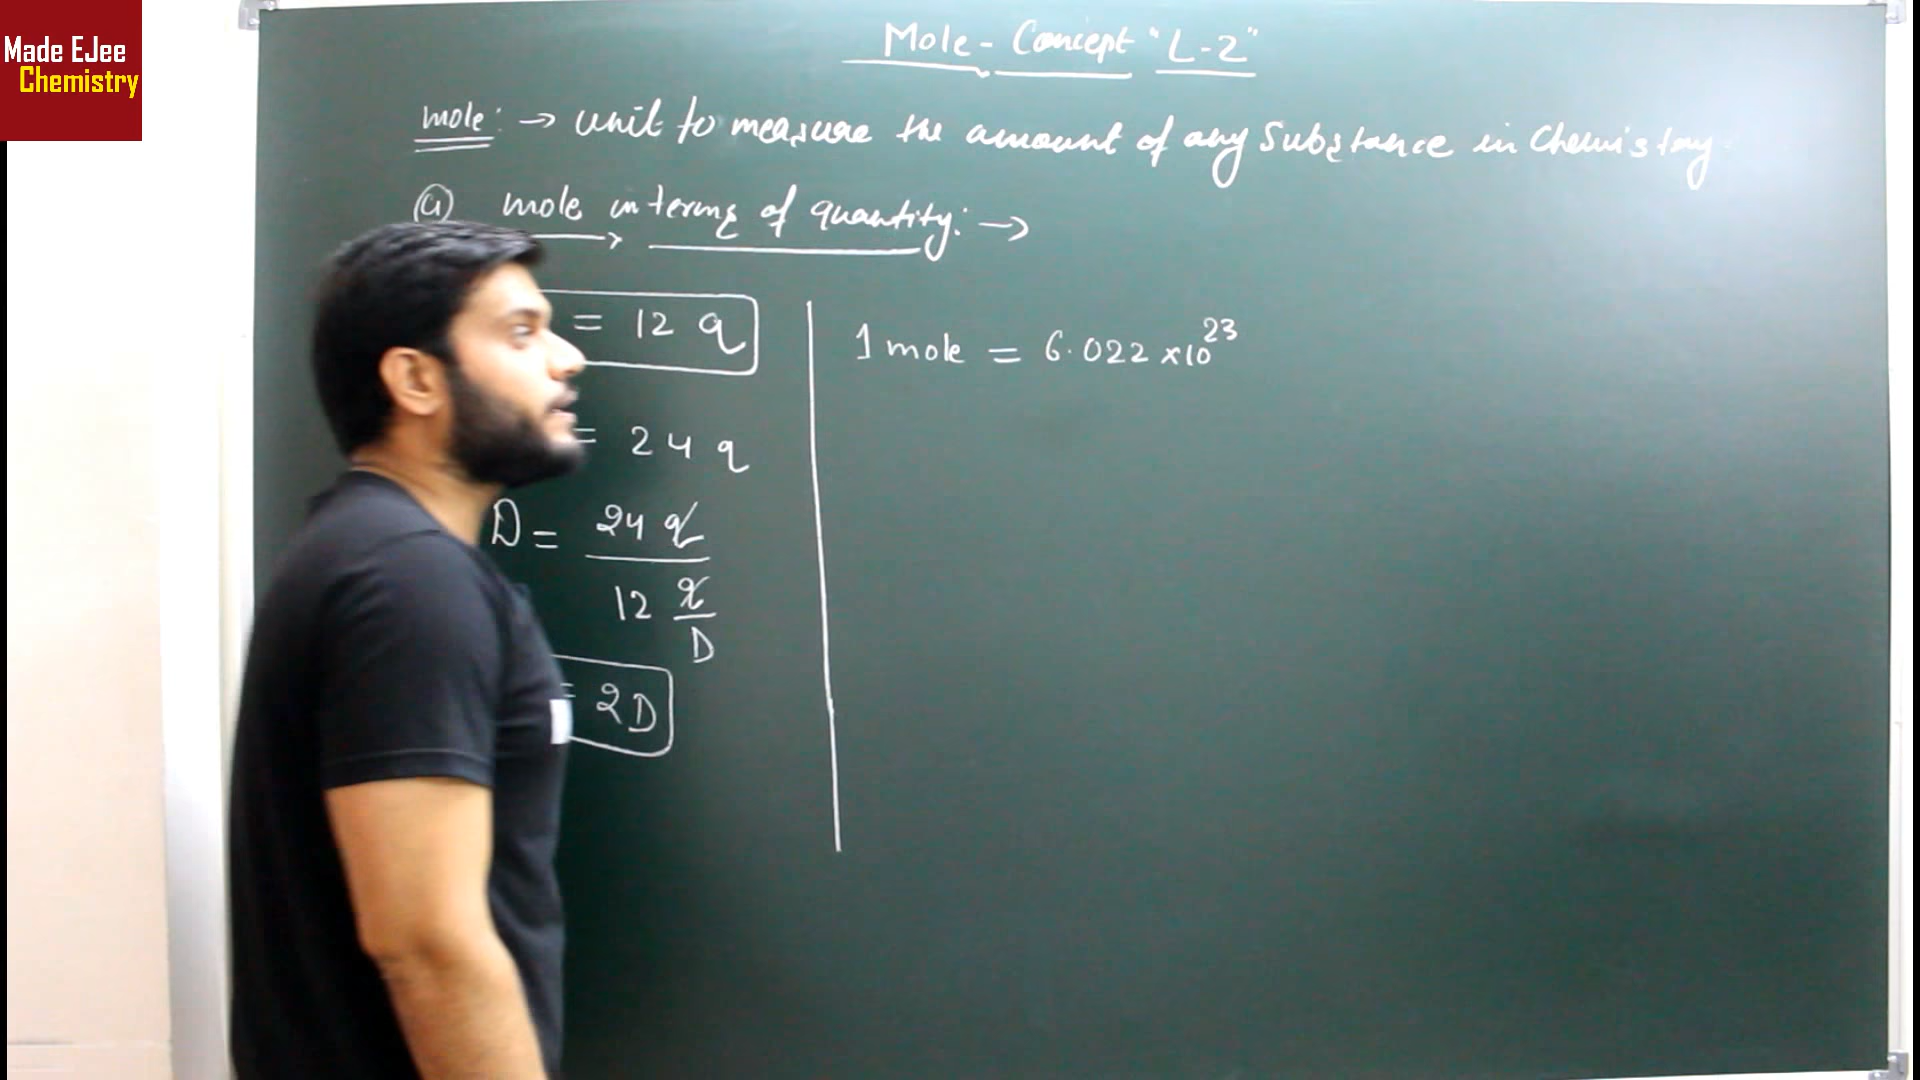 Made EJee
Chemistry
Mole - Concept "L-2"
mole: → unit to measure the amount of any Substance in Chemistry
(a) mole in terms of quantity: →
= 12 q
= 24 q
D = 24 q
12 q
D
= 2D
1 mole = 6.022 × 10^23